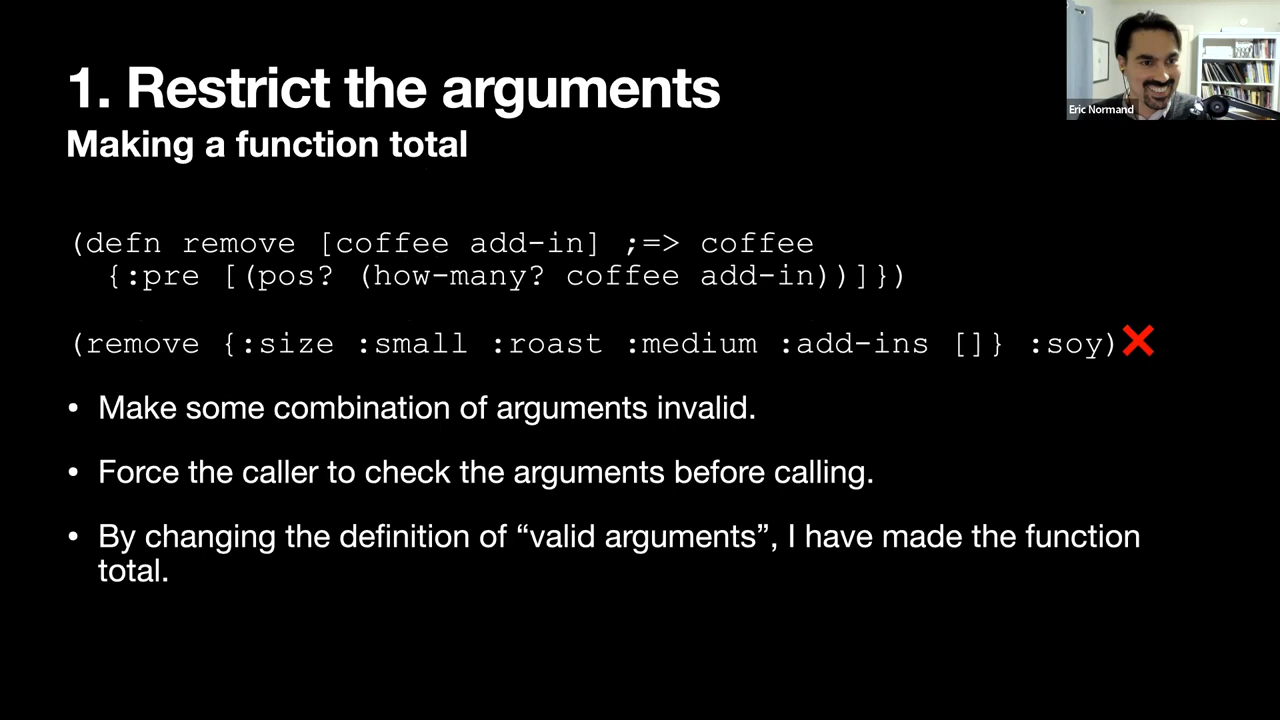 1. Restrict the arguments
Making a function total
Eric Normand
(defn remove [coffee add-in] ;=> coffee
{:pre [(pos? (how-many? coffee add-in))]})
(remove {:size :small :roast :medium :add-ins []} :soy)❌
• Make some combination of arguments invalid.
• Force the caller to check the arguments before calling.
• By changing the definition of “valid arguments”, I have made the function
total.